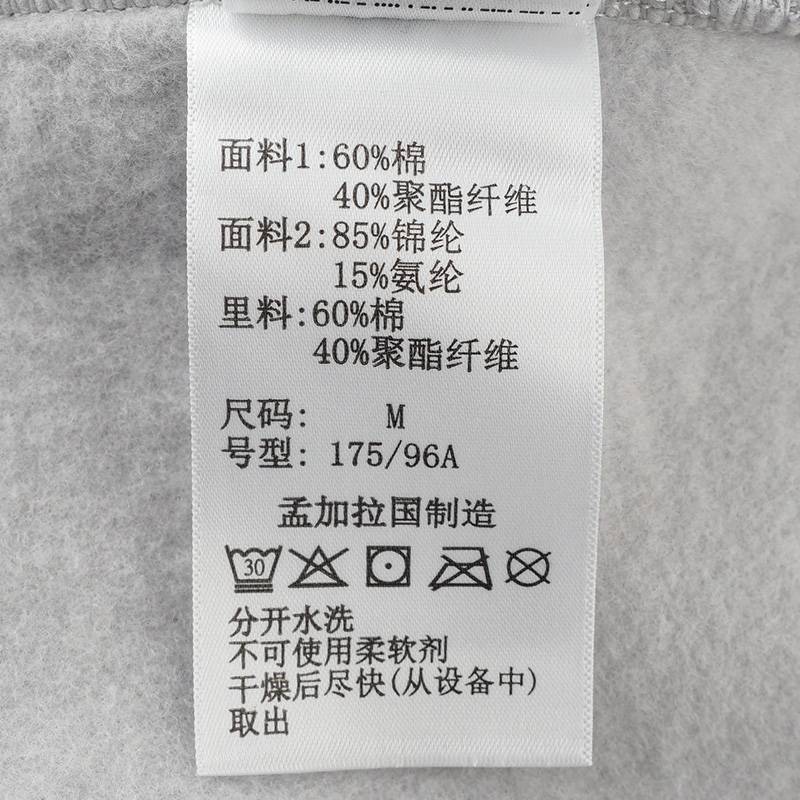 面料1:60%棉
40%聚酯纤维
面料2:85%锦纶
15%氨纶
里料:60%棉
40%聚酯纤维
尺码: M
号型: 175/96A
孟加拉国制造
30
分开水洗
不可使用柔软剂
干燥后尽快(从设备中)
取出